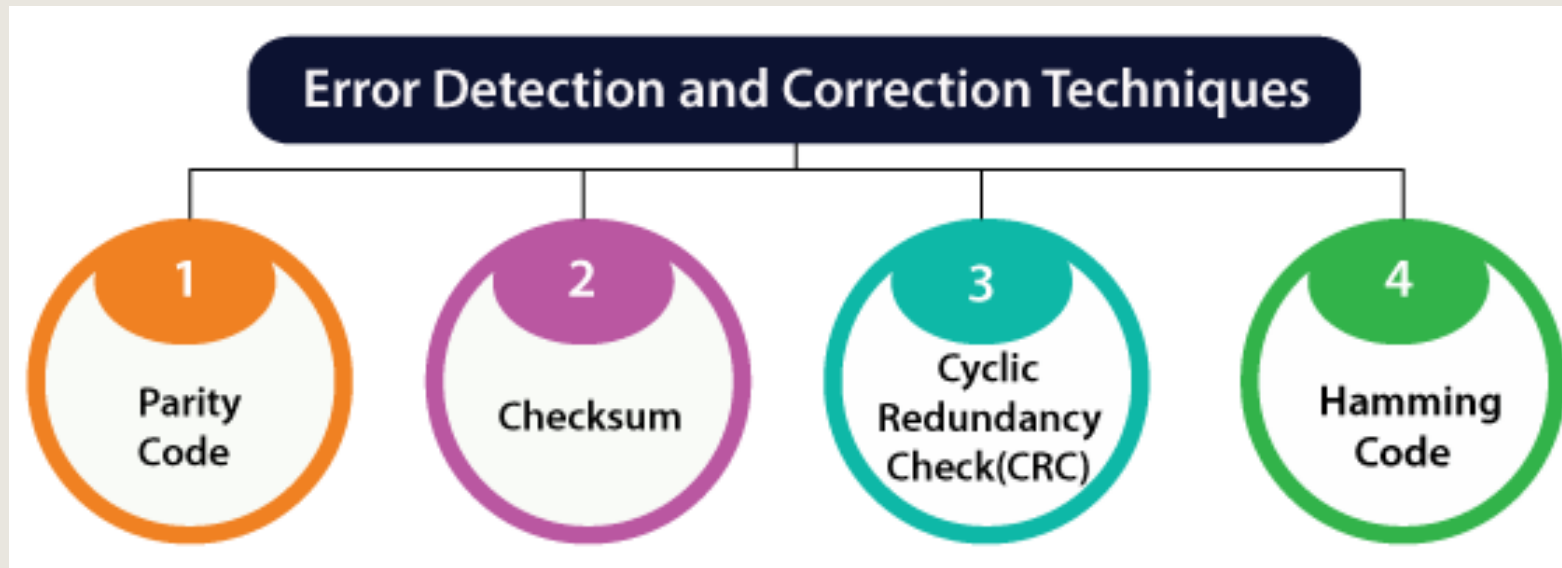 Error Detection and Correction Techniques
1
Parity
Code
2
Checksum
3
Cyclic
Redundancy
Check(CRC)
4
Hamming
Code